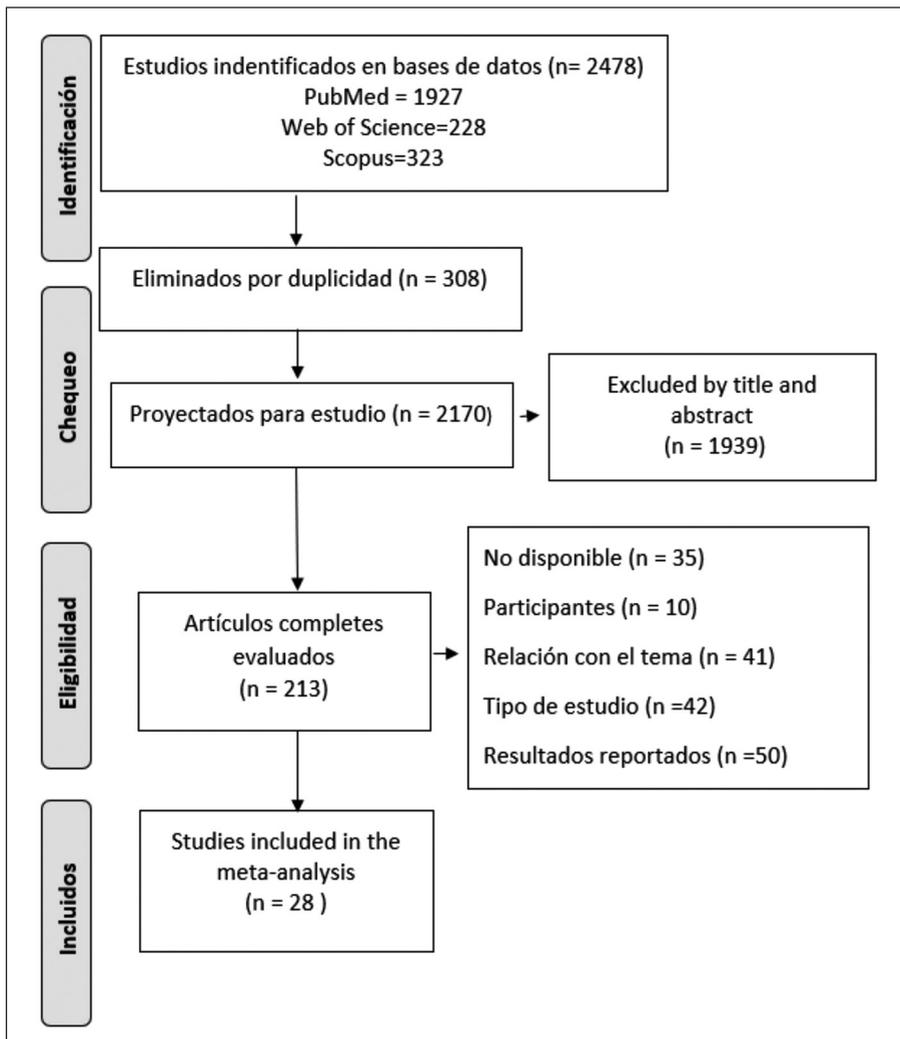 Identificación
Estudios indentificados en bases de datos (n= 2478)
PubMed = 1927
Web of Science=228
Scopus=323
Eliminados por duplicidad (n = 308)
Chequeo
Proyectados para estudio (n = 2170)
Excluded by title and
abstract
(n = 1939)
Eligibilidad
Artículos completes
evaluados
(n = 213)
No disponible (n = 35)
Participantes (n = 10)
Relación con el tema (n = 41)
Tipo de estudio (n =42)
Resultados reportados (n =50)
Incluidos
Studies included in the
meta-analysis
(n = 28 )